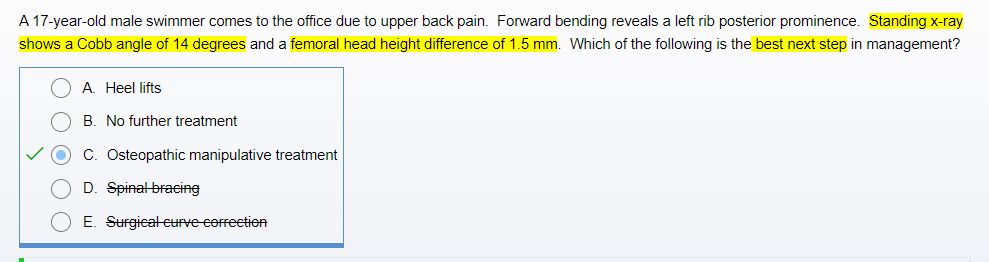 A 17-year-old male swimmer comes to the office due to upper back pain.  Forward bending reveals a left rib posterior prominence.  Standing x-ray
shows a Cobb angle of 14 degrees and a femoral head height difference of 1.5 mm.  Which of the following is the best next step in management?
A. Heel lifts
B. No further treatment
C. Osteopathic manipulative treatment
D. Spinal bracing
E. Surgical curve correction